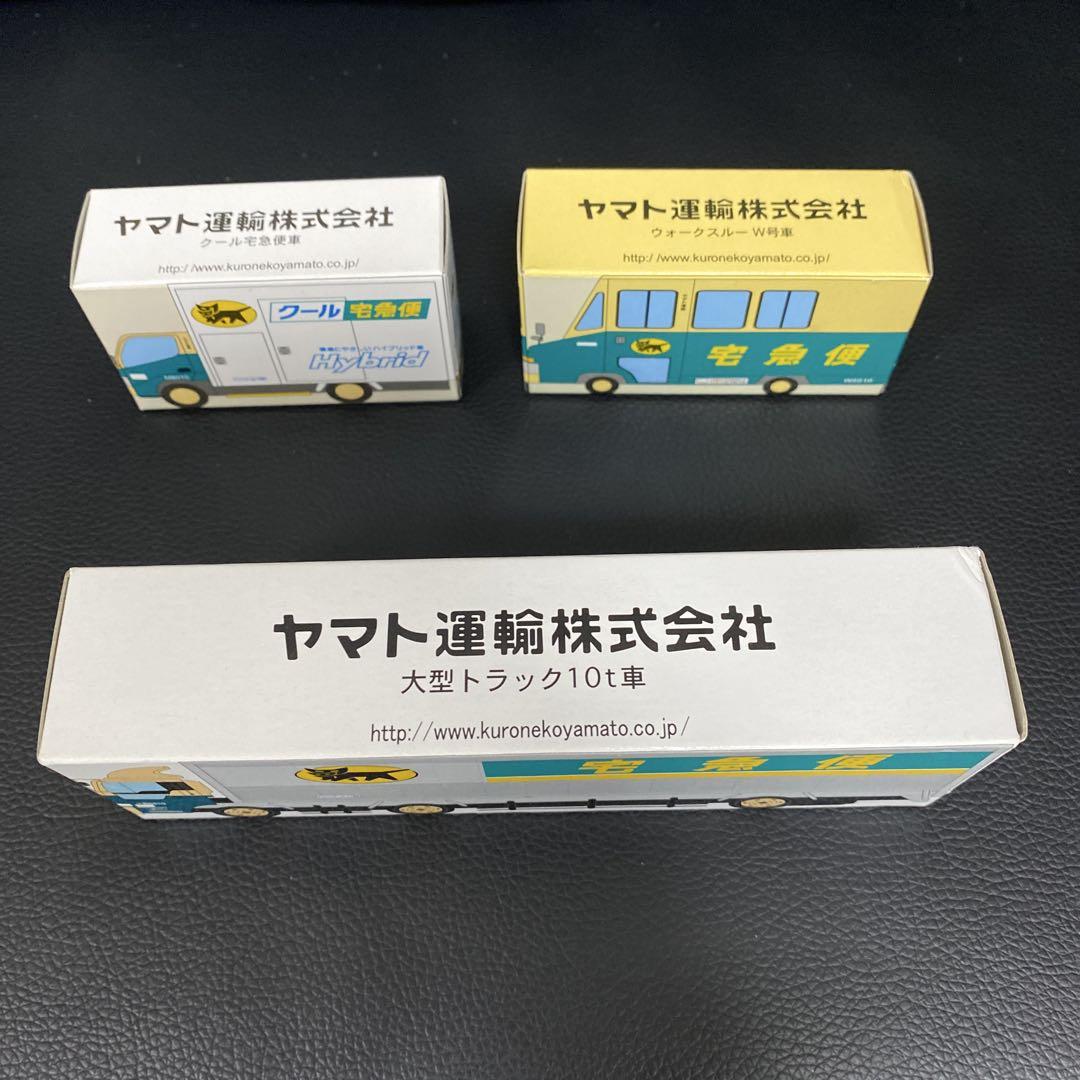 ヤマト運輸株式会社
クール宅急便車
http://www.kuronekoyamato.co.jp/
クール 宅急便
Hybrid
ヤマト運輸株式会社
ウォークスルーW号車
http://www.kuronekoyamato.co.jp/
宅急便
ヤマト運輸株式会社
大型トラック10t車
http://www.kuronekoyamato.co.jp/
宅急便